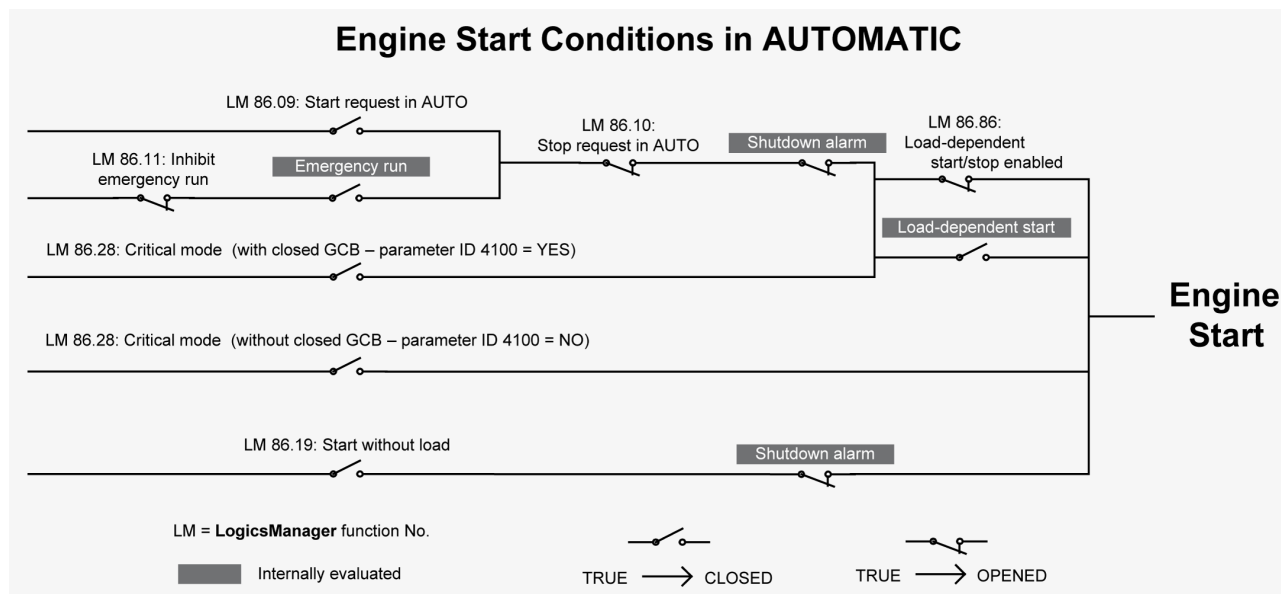 Engine Start Conditions in AUTOMATIC
LM 86.09: Start request in AUTO
LM 86.10:
Stop request in AUTO
Shutdown alarm
LM 86.86:
Load-dependent
start/stop enabled
LM 86.11: Inhibit
emergency run
Emergency run
LM 86.28: Critical mode (with closed GCB – parameter ID 4100 = YES)
Load-dependent start
Engine
Start
LM 86.28: Critical mode (without closed GCB – parameter ID 4100 = NO)
LM 86.19: Start without load
Shutdown alarm
LM = LogicsManager function No.
Internally evaluated
TRUE → CLOSED
TRUE → OPENED